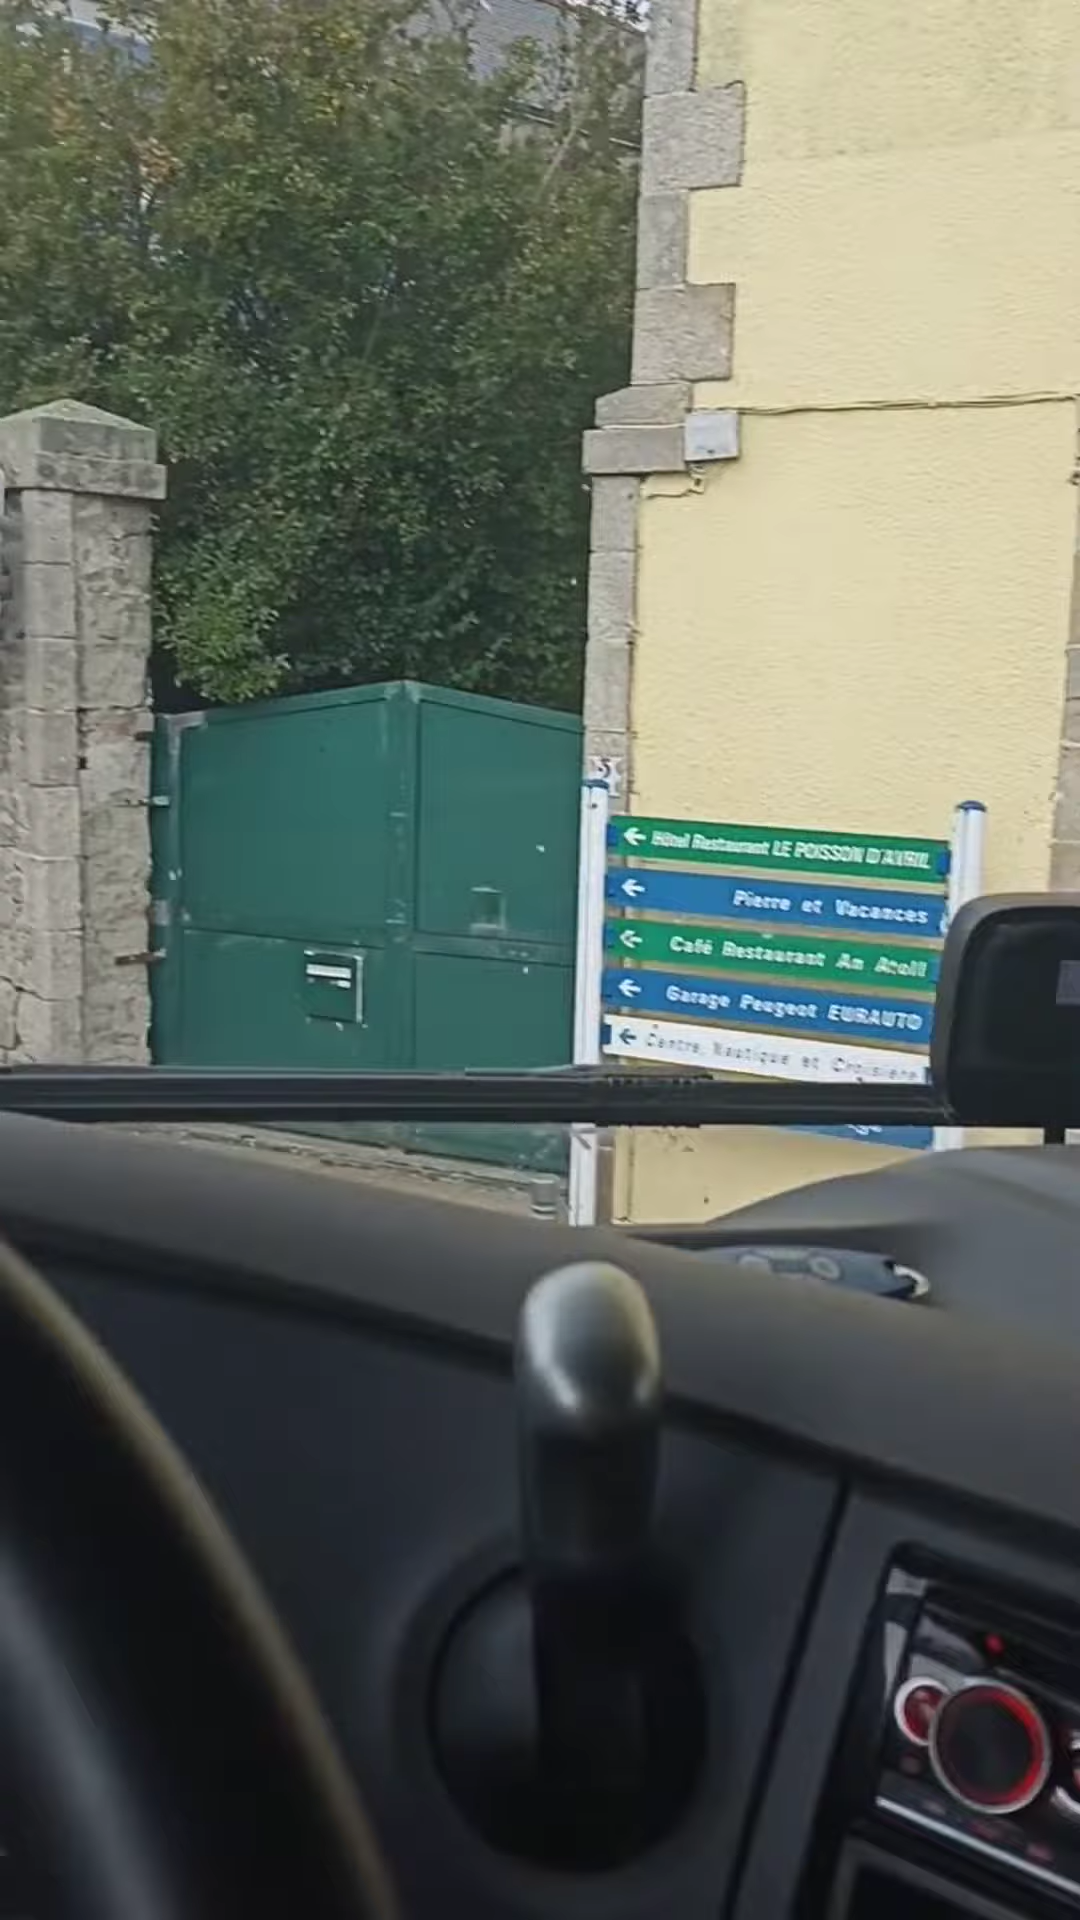 5
Hôtel Restaurant LE POISSON D'AVRIL
Pierre et Vacances
Café Restaurant An Atoll
Garage Peugeot EURAUTO
Centre Nautique et Croisière